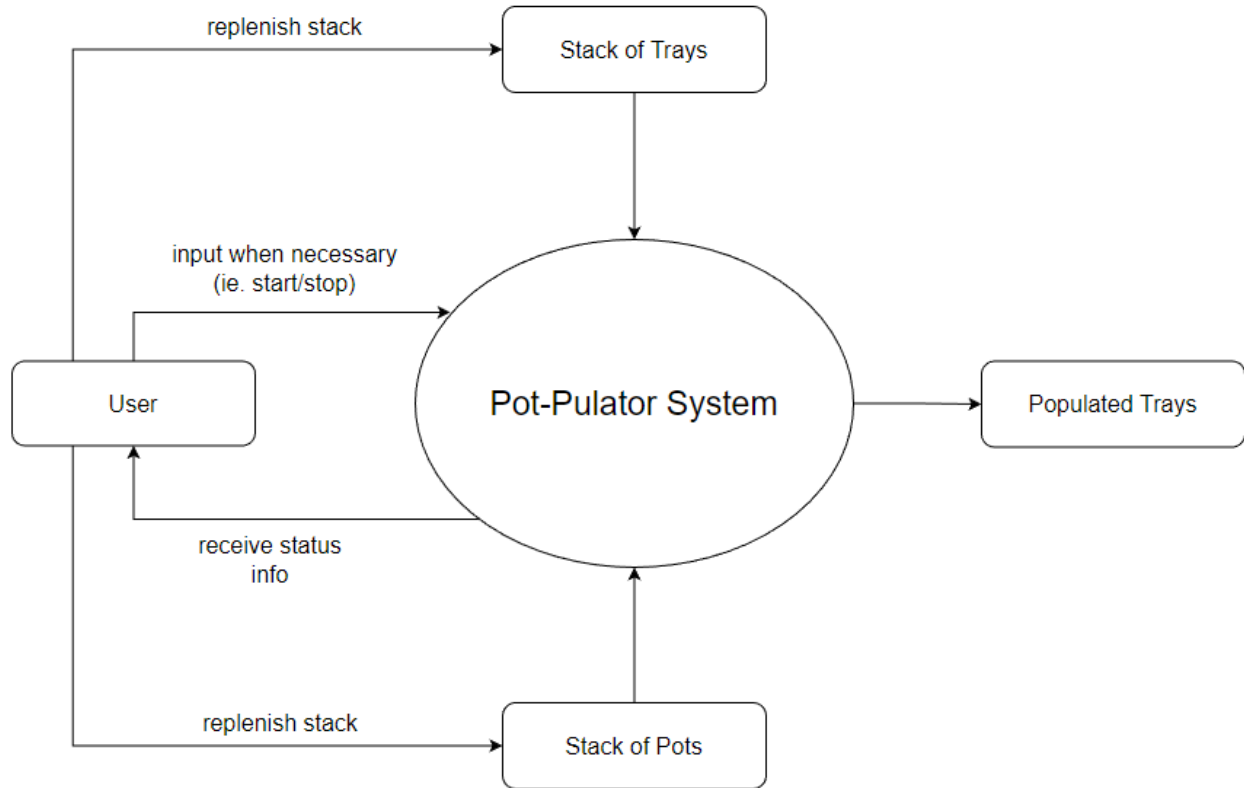 replenish stack
Stack of Trays
input when necessary
(ie. start/stop)
User
Pot-Pulator System
Populated Trays
receive status
info
replenish stack
Stack of Pots